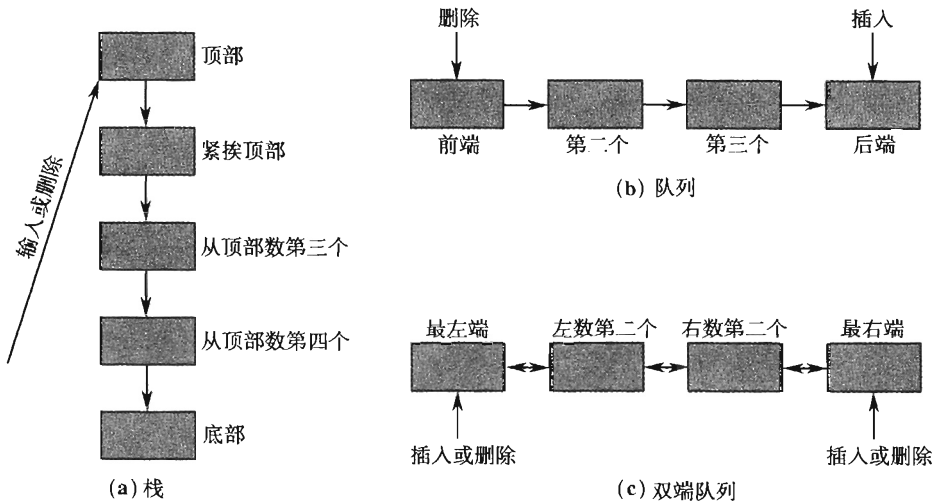 顶部
紧挨顶部
从顶部数第三个
从顶部数第四个
底部
输入或删除
(a)栈
删除
插入
前端
第二个
第三个
后端
(b)队列
最左端
左数第二个
右数第二个
最右端
插入或删除
插入或删除
(c)双端队列